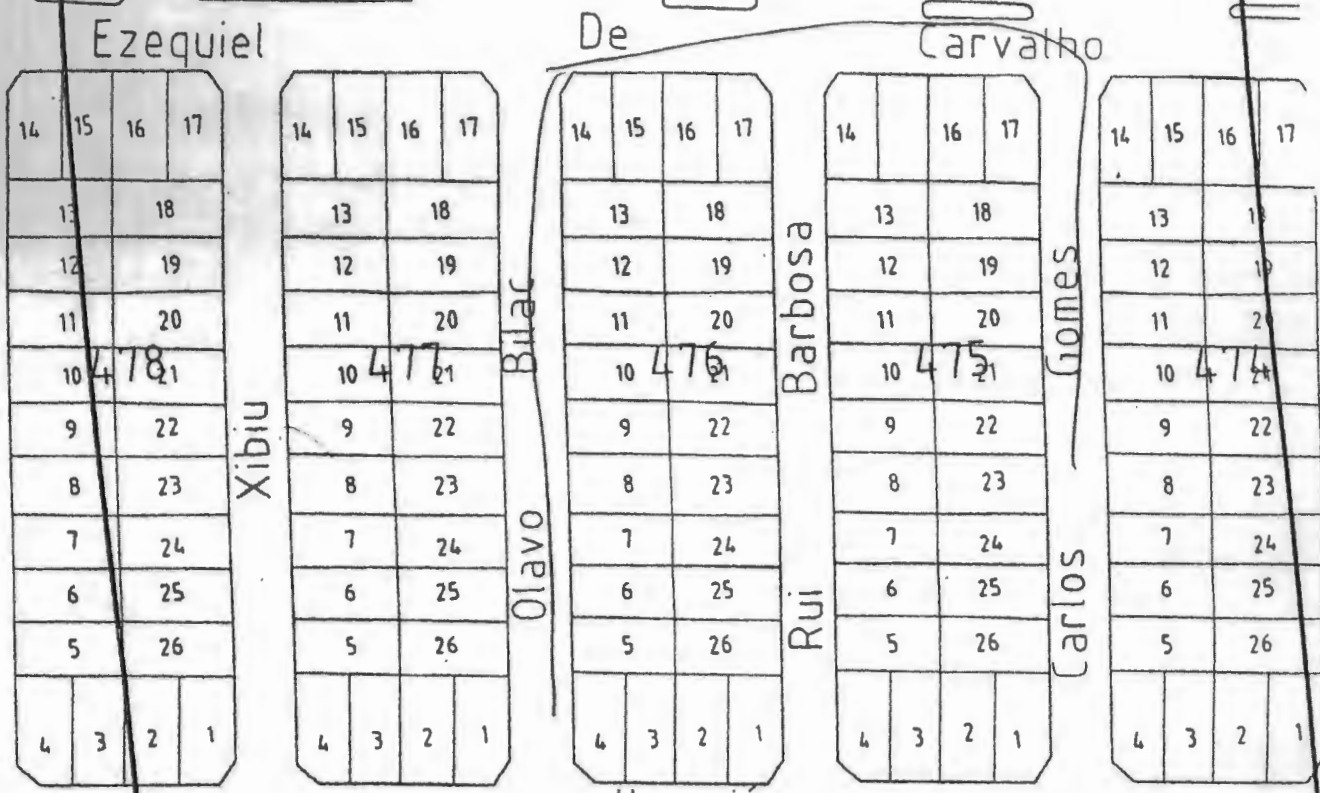 Ezequiel De Carvalho
14 15 16 17 14 15 16 17 14 15 16 17 14 16 17 14 15 16 17
13 18 13 18 13 18 13 18 13 18
12 19 12 19 12 19 12 19 12 19
11 20 11 20 11 20 11 20 11 20
10 478 21 10 477 21 10 476 21 10 475 21 10 474 21
9 22 9 22 9 22 9 22 9 22
8 23 8 23 8 23 8 23 8 23
7 24 7 24 7 24 7 24 7 24
6 25 6 25 6 25 6 25 6 25
5 26 5 26 5 26 5 26 5 26
4 3 2 1 4 3 2 1 4 3 2 1 4 3 2 1 4 3 2 1
Xibiu
Olavo Bilac
Rui Barbosa
Carlos Gomes